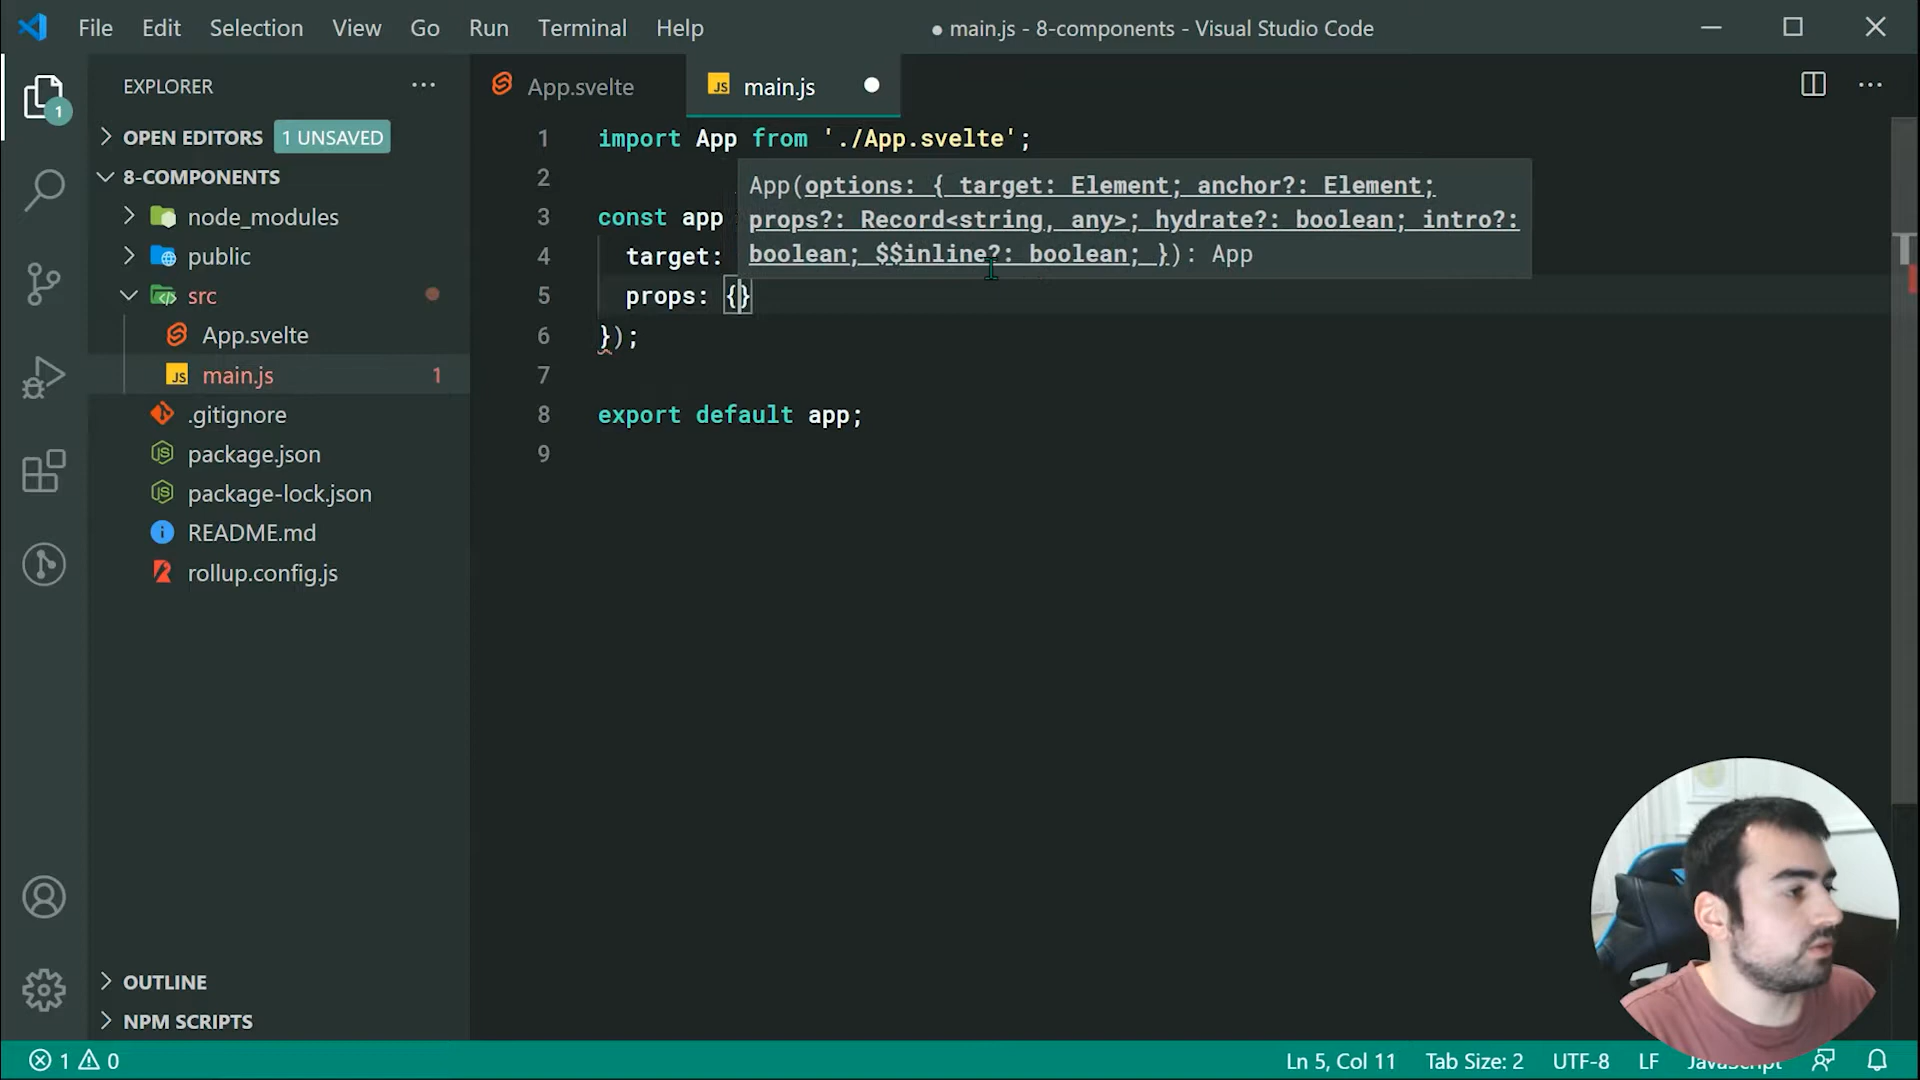 File Edit Selection View Go Run Terminal Help
● main.js - 8-components - Visual Studio Code
EXPLORER
OPEN EDITORS 1 UNSAVED
8-COMPONENTS
node_modules
public
src
App.svelte
JS main.js 1
.gitignore
package.json
package-lock.json
README.md
rollup.config.js
OUTLINE
NPM SCRIPTS
1
App.svelte
JS main.js
1 import App from './App.svelte';
2
3 const app
4 target:
5 props: {}
6 });
7
8 export default app;
9
App(options: { target: Element; anchor?: Element;
props?: Record<string, any>; hydrate?: boolean; intro?:
boolean; $$inline?: boolean; }): App
1 0
Ln 5, Col 11 Tab Size: 2 UTF-8 LF JavaScript